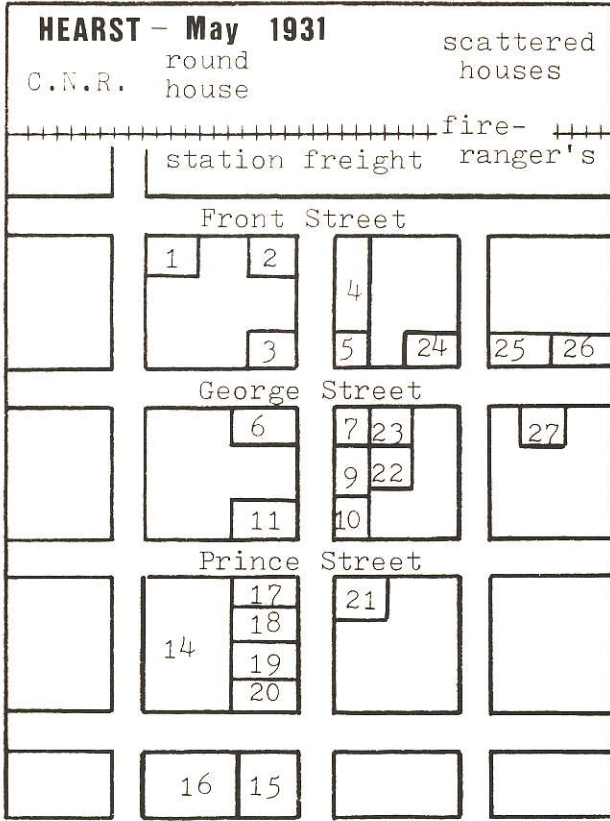 HEARST - May 1931
round scattered
C.N.R. house houses
fire-
station freight ranger's
Front Street
1 2
4
3 5 24 25 26
George Street
6 7 23 27
9 22
11 10
Prince Street
17 21
18
14
19
20
16 15